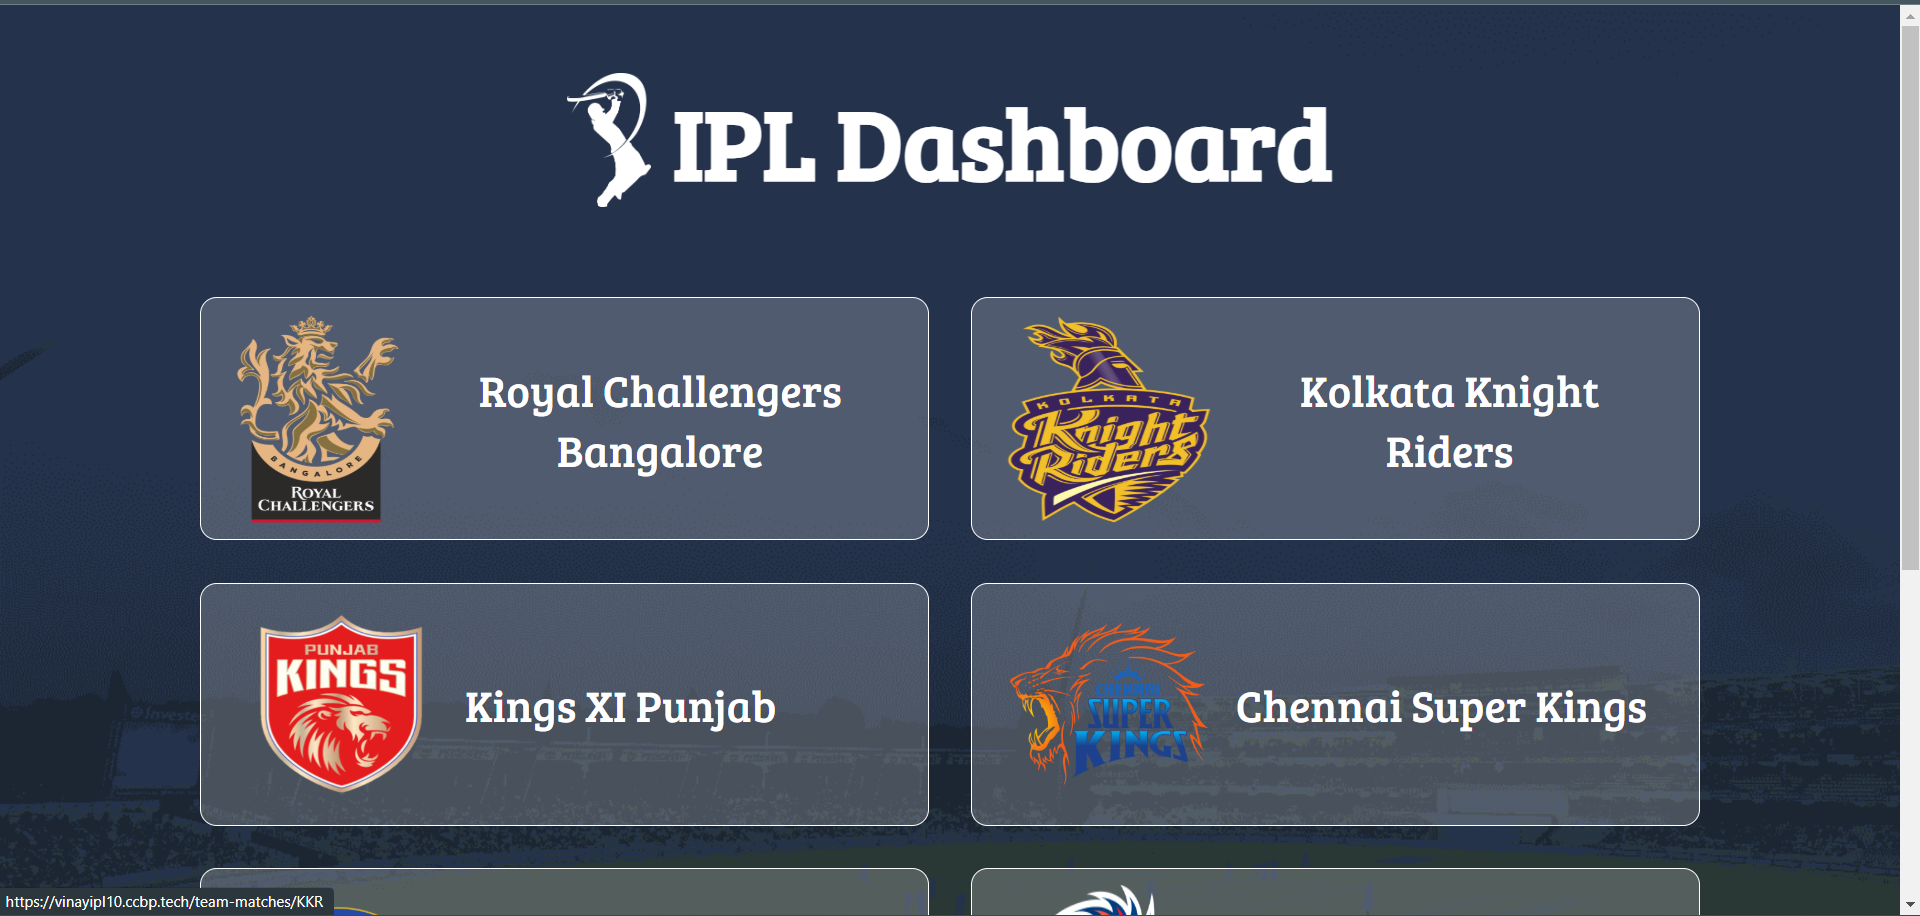 IPL Dashboard
BANGALORE
ROYAL
CHALLENGERS
Royal Challengers
Bangalore
KOLKATA
Knight
Riders
Kolkata Knight
Riders
PUNJAB
KINGS
Kings XI Punjab
CHENNAI
SUPER
KINGS
Chennai Super Kings
Investec
https://vinayipl10.ccbp.tech/team-matches/KKR